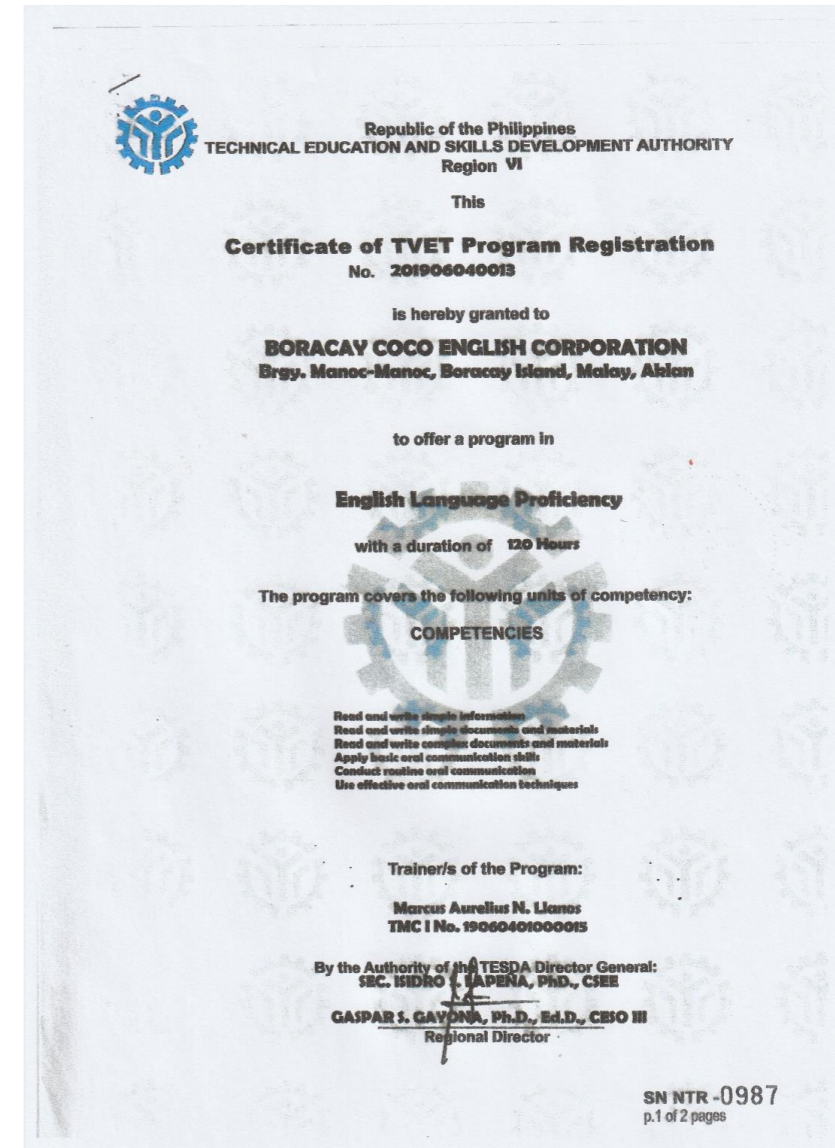 Republic of the Philippines
TECHNICAL EDUCATION AND SKILLS DEVELOPMENT AUTHORITY
Region VI
This
Certificate of TVET Program Registration
No. 201906040013
is hereby granted to
BORACAY COCO ENGLISH CORPORATION
Brgy. Manoc-Manoc, Boracay Island, Malay, Aklan
to offer a program in
English Language Proficiency
with a duration of 120 Hours
The program covers the following units of competency:
COMPETENCIES
Read and write simple information
Read and write simple documents and materials
Read and write complex documents and materials
Apply basic oral communication skills
Conduct routine oral communication
Use effective oral communication techniques
Trainer/s of the Program:
Marcus Aurelius N. Llanos
TMC I No. 19060401000015
By the Authority of the TESDA Director General:
SEC. ISIDRO S. LAPEÑA, PhD., CSEE
GASPAR S. GAYONA, Ph.D., Ed.D., CESO III
Regional Director
SN NTR -0987
p.1 of 2 pages